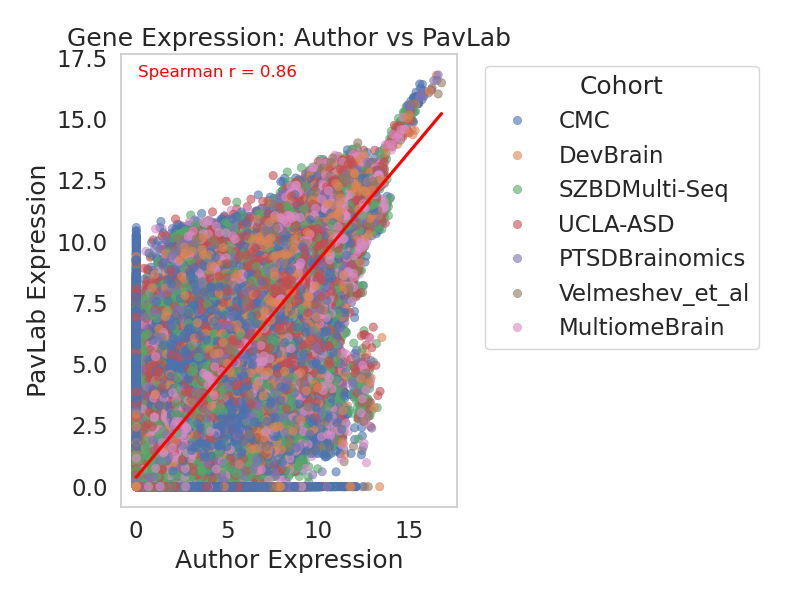 Gene Expression: Author vs PavLab
Spearman r = 0.86
17.5
15.0
12.5
10.0
7.5
5.0
2.5
0.0
PavLab Expression
0 5 10 15
Author Expression
Cohort
CMC
DevBrain
SZBDMulti-Seq
UCLA-ASD
PTSDBrainomics
Velmeshev_et_al
MultiomeBrain